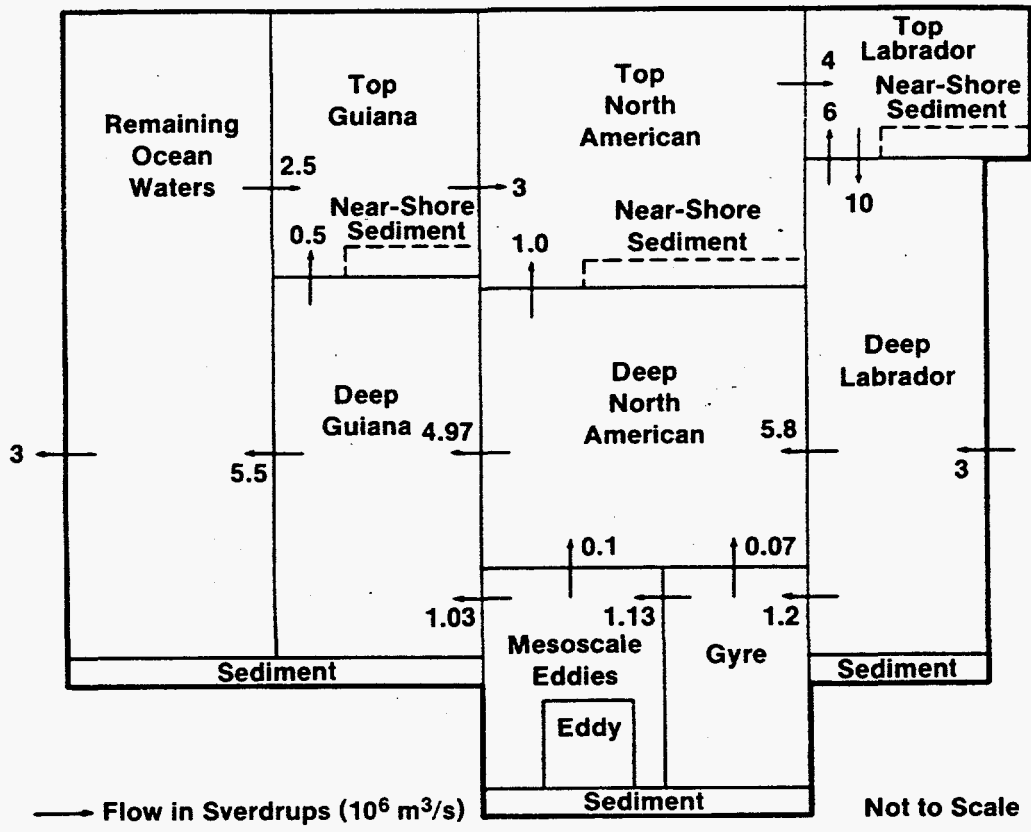 Remaining
Ocean
Waters
Top
Guiana
2.5
Near-Shore
Sediment
0.5
Top
North
American
3
Near-Shore
Sediment
1.0
Top
Labrador
4
Near-Shore
Sediment
6
10
Deep
Guiana
4.97
Deep
North
American
5.8
Deep
Labrador
3
5.5
3
0.1
0.07
1.03
1.13
1.2
Mesoscale
Eddies
Gyre
Eddy
Sediment
Sediment
Sediment
Flow in Sverdrups (10⁶ m³/s)
Not to Scale